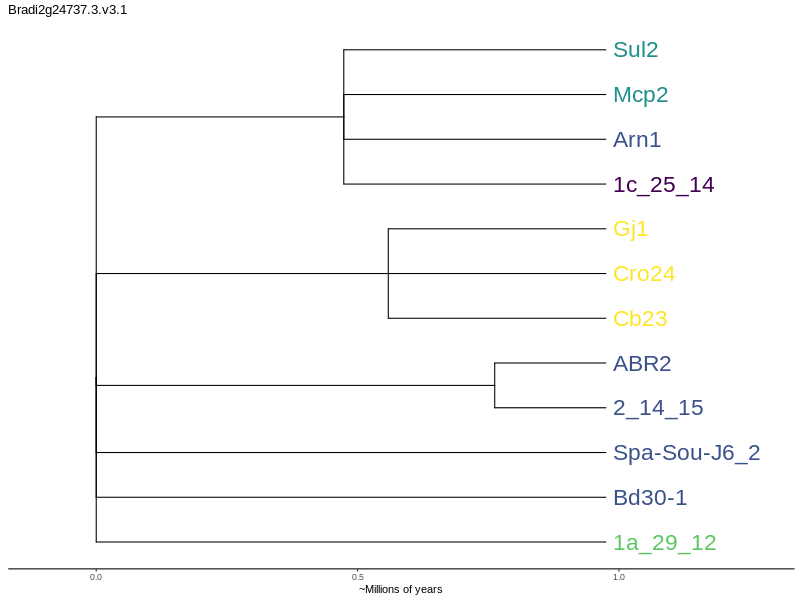 Bradi2g24737.3.v3.1
Sul2
Mcp2
Arn1
1c_25_14
Gj1
Cro24
Cb23
ABR2
2_14_15
Spa-Sou-J6_2
Bd30-1
1a_29_12
0.0 0.5 1.0
~Millions of years